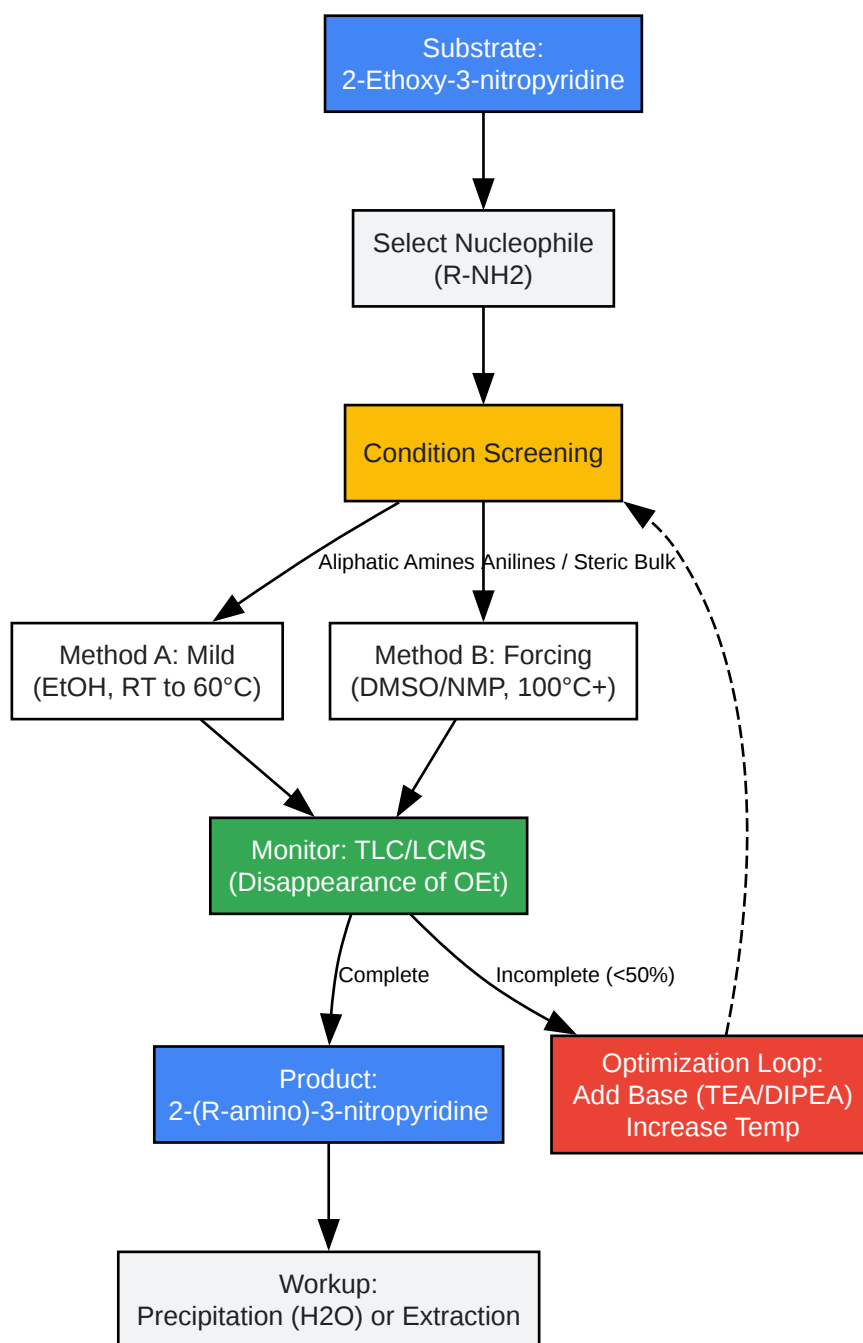 Substrate:
2-Ethoxy-3-nitropyridine
Select Nucleophile
(R-NH2)
Condition Screening
Aliphatic Amines
Anilines / Steric Bulk
Method A: Mild
(EtOH, RT to 60°C)
Method B: Forcing
(DMSO/NMP, 100°C+)
Monitor: TLC/LCMS
(Disappearance of OEt)
Complete
Incomplete (<50%)
Product:
2-(R-amino)-3-nitropyridine
Optimization Loop:
Add Base (TEA/DIPEA)
Increase Temp
Workup:
Precipitation (H2O) or Extraction